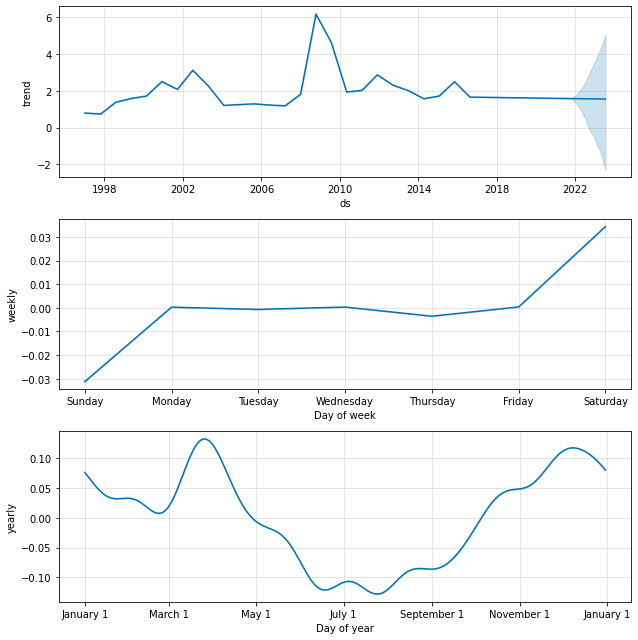 6
4
2
0
−2
trend
1998 2002 2006 2010 2014 2018 2022
ds
0.03
0.02
0.01
0.00
−0.01
−0.02
−0.03
weekly
Sunday Monday Tuesday Wednesday Thursday Friday Saturday
Day of week
0.10
0.05
0.00
−0.05
−0.10
yearly
January 1 March 1 May 1 July 1 September 1 November 1 January 1
Day of year